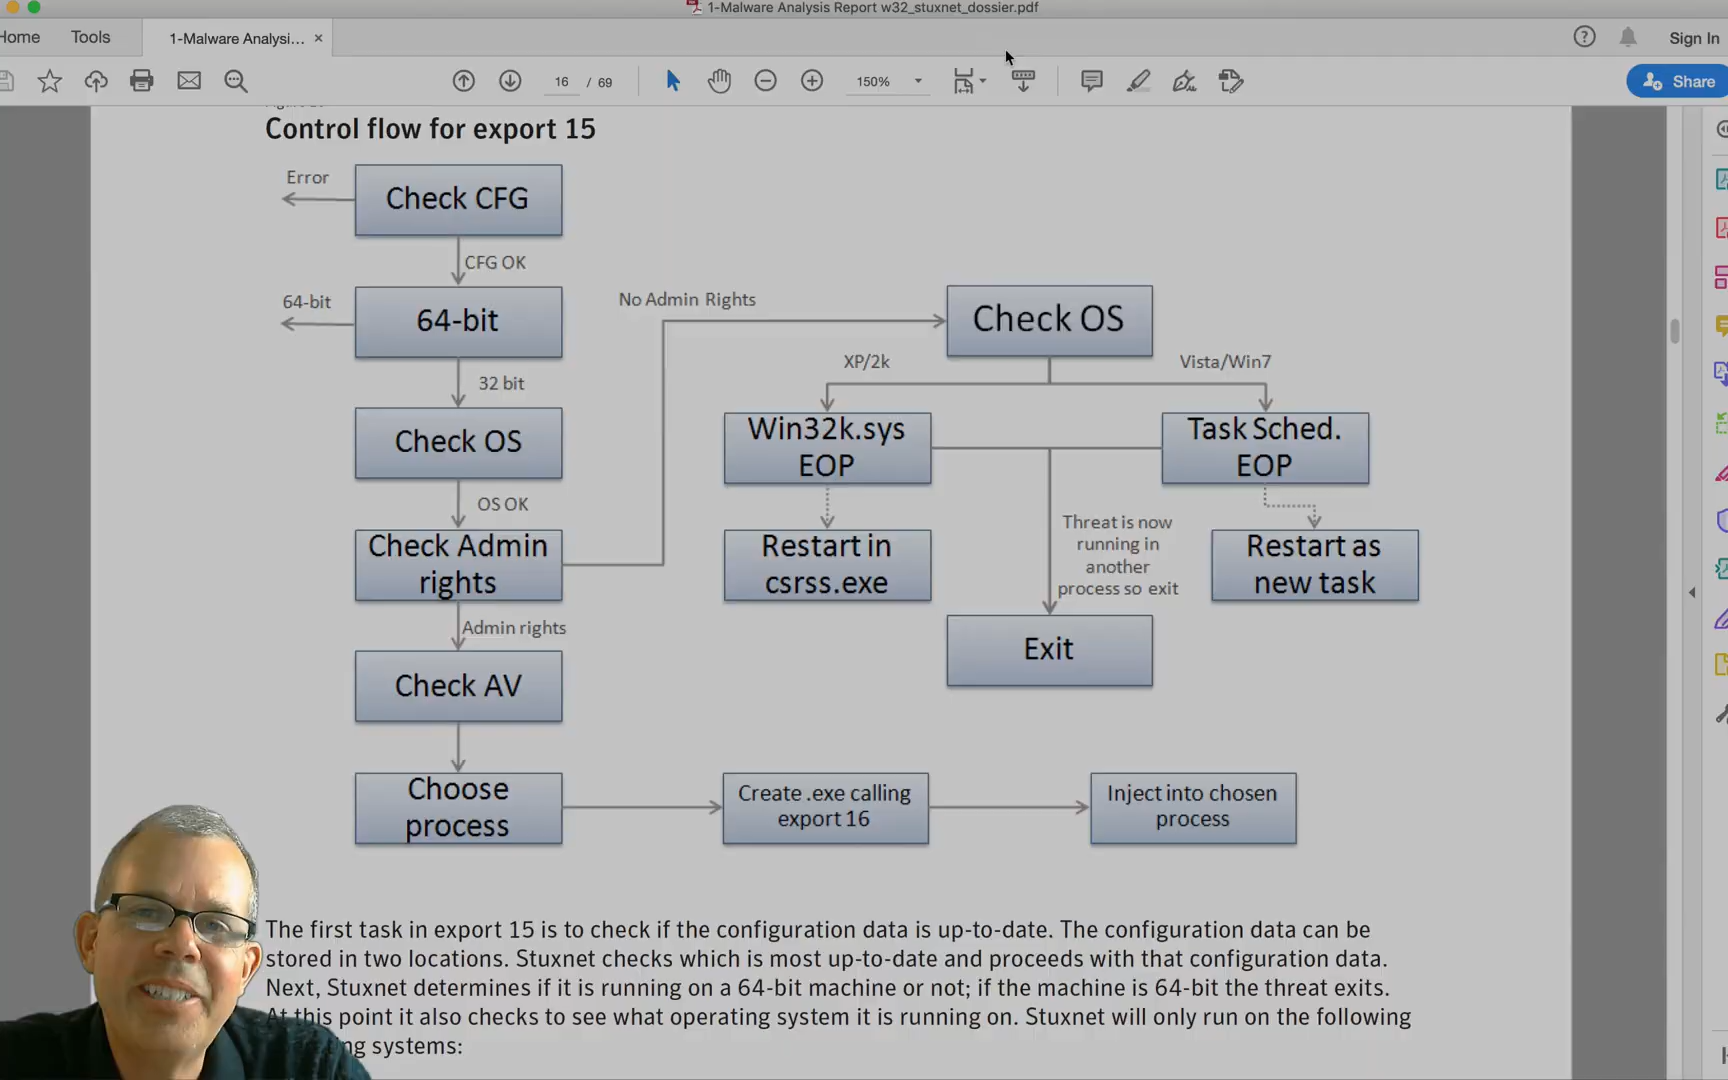 1-Malware Analysis Report w32_stuxnet_dossier.pdf
Home Tools 1-Malware Analysi... × Sign In
16 / 69 150% Share
Control flow for export 15
Error
Check CFG
CFG OK
64-bit
64-bit
32 bit
Check OS
OS OK
Check Admin
rights
Admin rights
Check AV
Choose
process
Create .exe calling
export 16
Inject into chosen
process
No Admin Rights
Check OS
XP/2k
Vista/Win7
Win32k.sys
EOP
Task Sched.
EOP
Restart in
csrss.exe
Threat is now
running in
another
process so exit
Restart as
new task
Exit
The first task in export 15 is to check if the configuration data is up-to-date. The configuration data can be
stored in two locations. Stuxnet checks which is most up-to-date and proceeds with that configuration data.
Next, Stuxnet determines if it is running on a 64-bit machine or not; if the machine is 64-bit the threat exits.
At this point it also checks to see what operating system it is running on. Stuxnet will only run on the following
systems: